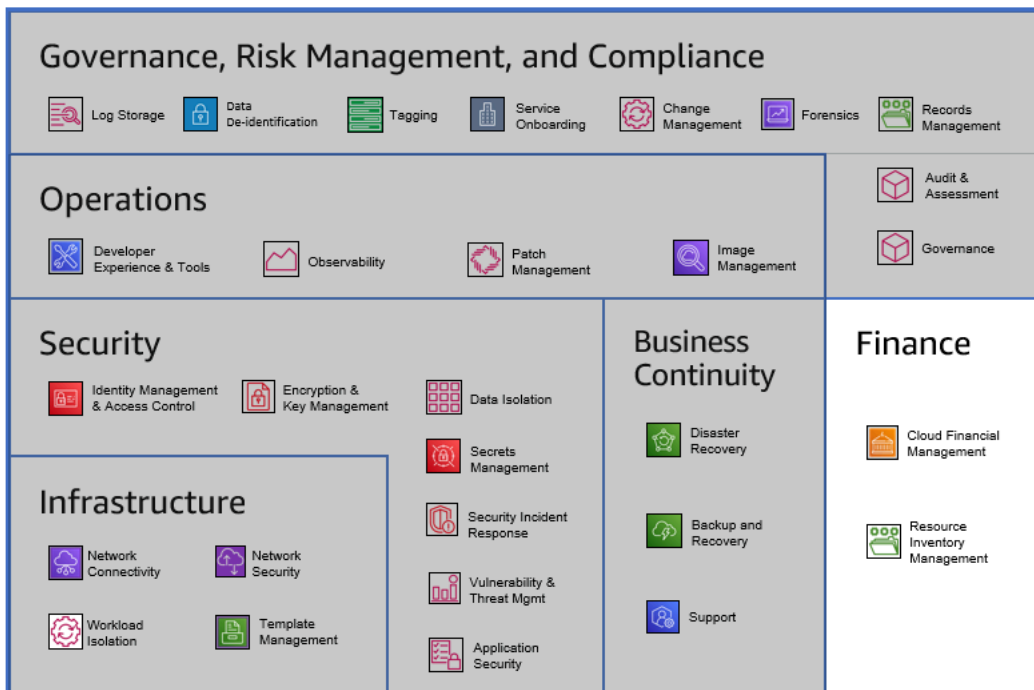 Governance, Risk Management, and Compliance
Log Storage
Data
De-identification
Tagging
Service
Onboarding
Change
Management
Forensics
Records
Management
Audit &
Assessment
Governance
Operations
Developer
Experience & Tools
Observability
Patch
Management
Image
Management
Security
Identity Management
& Access Control
Encryption &
Key Management
Data Isolation
Secrets
Management
Security Incident
Response
Vulnerability &
Threat Mgmt
Application
Security
Infrastructure
Network
Connectivity
Network
Security
Workload
Isolation
Template
Management
Business
Continuity
Disaster
Recovery
Backup and
Recovery
Support
Finance
Cloud Financial
Management
Resource
Inventory
Management